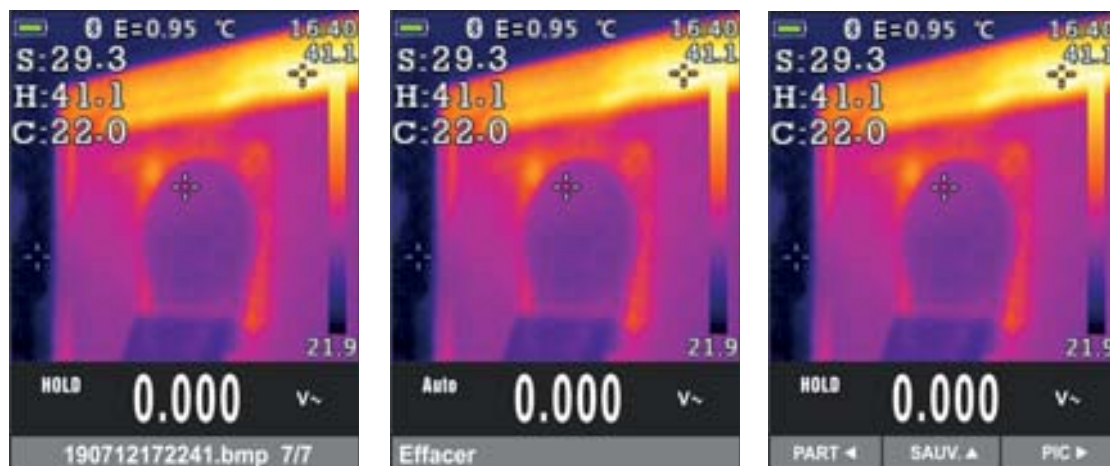 E=0.95 °C 16:40
S:29.3 41.1
H:41.1
C:22.0
21.9
HOLD 0.000 V~
190712172241.bmp 7/7
E=0.95 °C 16:40
S:29.3 41.1
H:41.1
C:22.0
21.9
Auto 0.000 V~
Effacer
E=0.95 °C 16:40
S:29.3 41.1
H:41.1
C:22.0
21.9
HOLD 0.000 V~
PART ◄ SAUV. ▲ PIC ►